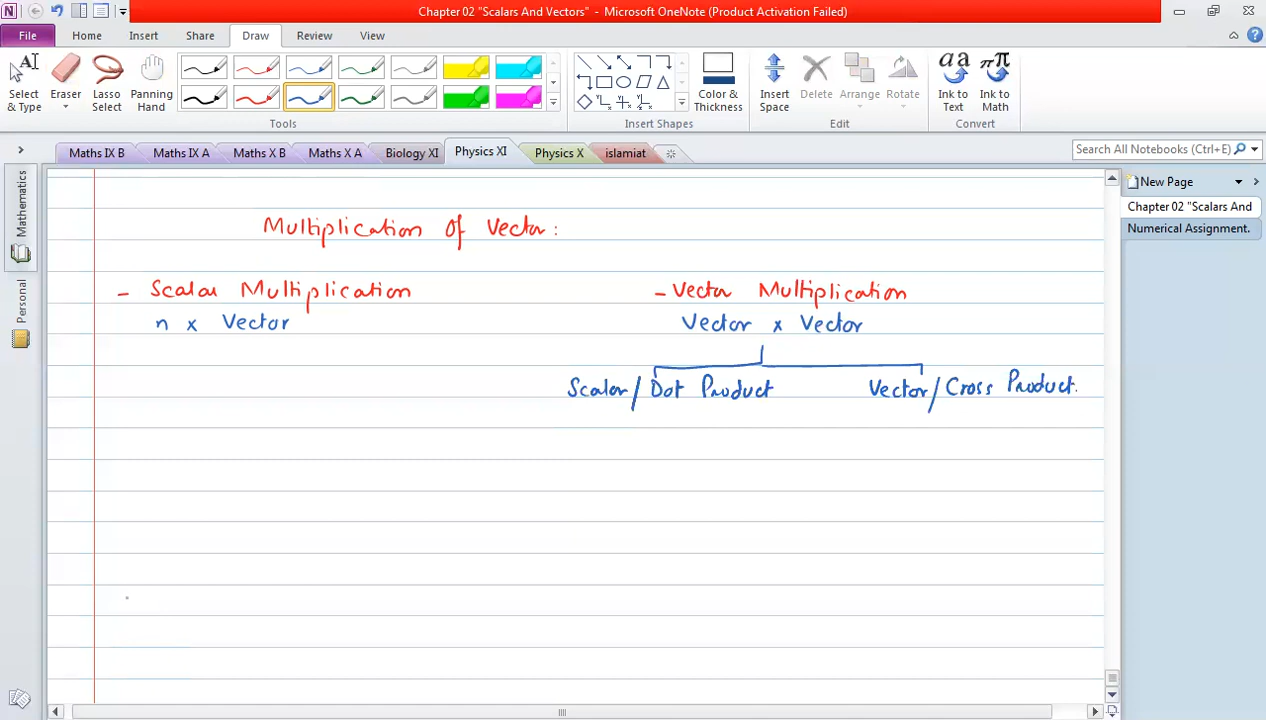 Chapter 02 "Scalars And Vectors" - Microsoft OneNote (Product Activation Failed)
File Home Insert Share Draw Review View
Select & Type
Eraser
Lasso Select
Panning Hand
Color & Thickness
Insert Space
Delete
Arrange
Rotate
Ink to Text
Ink to Math
Tools Insert Shapes Edit Convert
Maths IX B Maths IX A Maths X B Maths X A Biology XI Physics XI Physics X islamiat
Search All Notebooks (Ctrl+E)
Mathematics
Personal
New Page
Chapter 02 "Scalars And
Numerical Assignment.
Multiplication Of Vector:
- Scalar Multiplication - Vector Multiplication
n x Vector Vector x Vector
Scalar / Dot Product Vector / Cross Product.